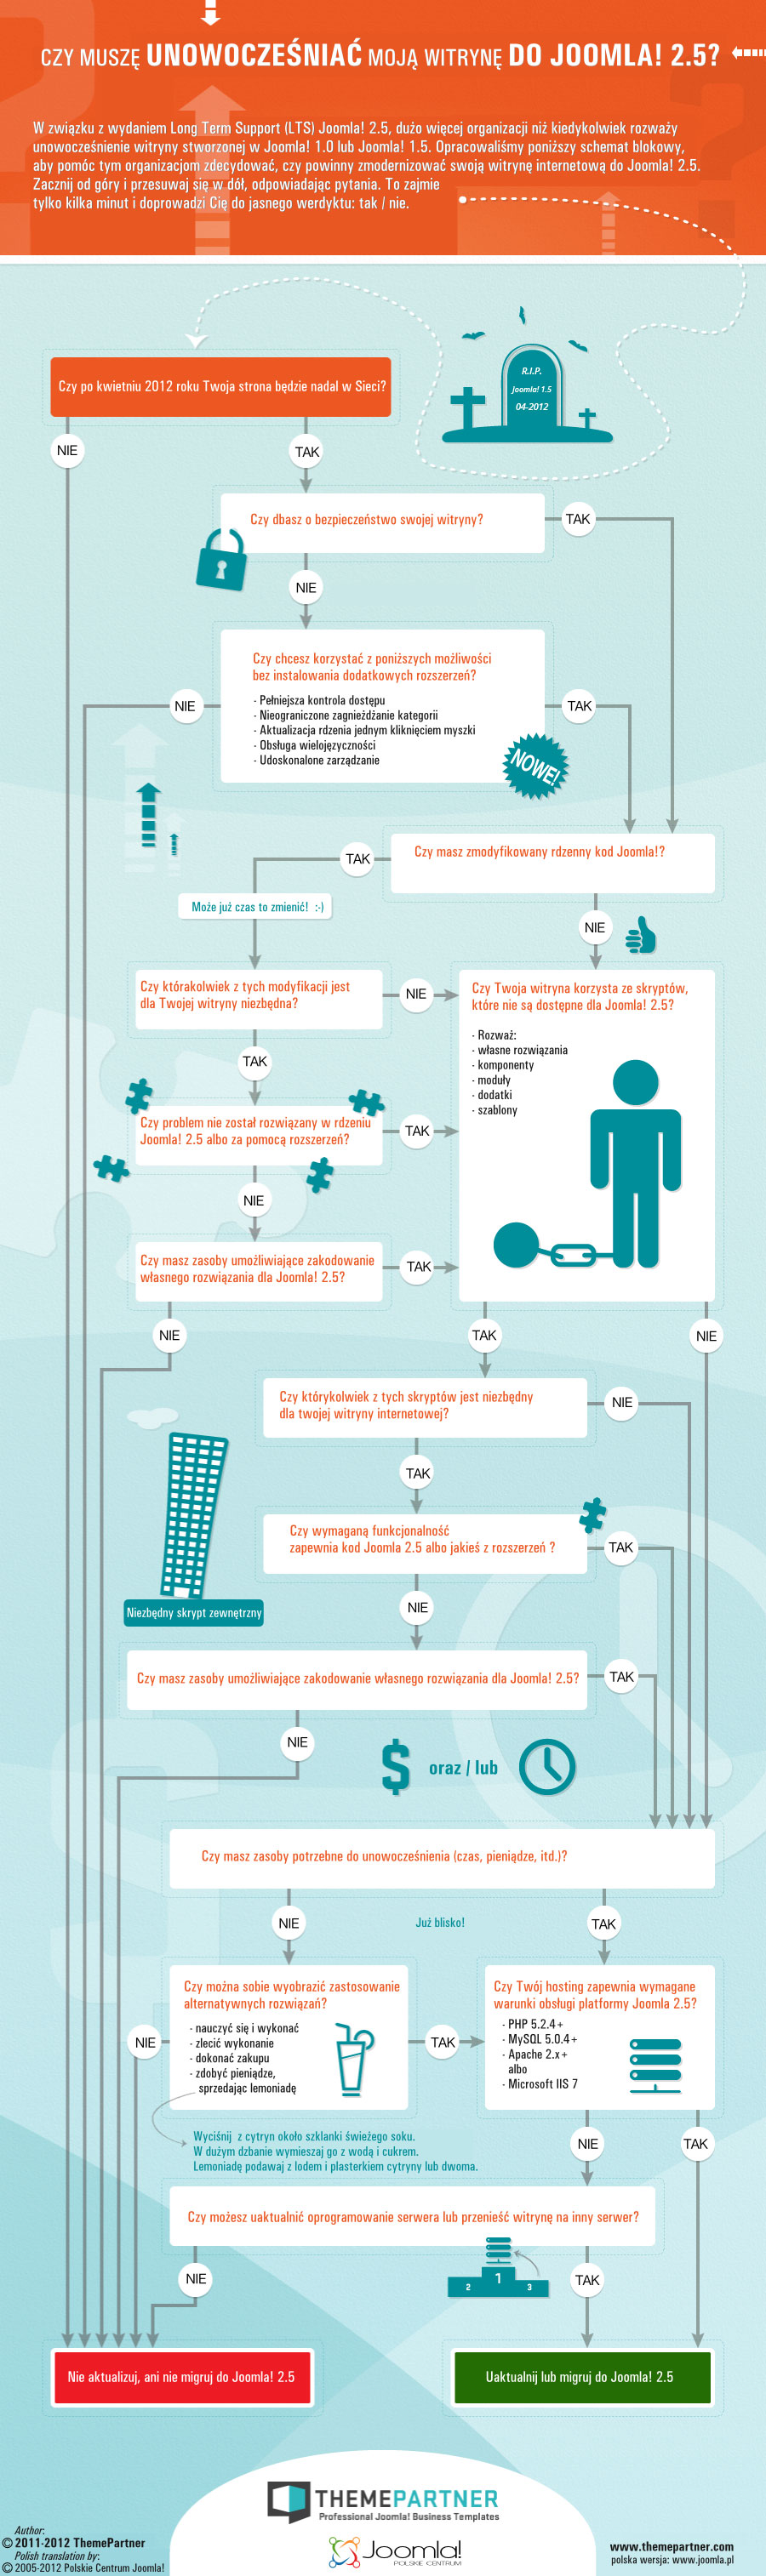 CZY MUSZĘ UNOWOCZEŚNIAĆ MOJĄ WITRYNĘ DO JOOMLA! 2.5?
W związku z wydaniem Long Term Support (LTS) Joomla! 2.5, dużo więcej organizacji niż kiedykolwiek rozważy
unowocześnienie witryny stworzonej w Joomla! 1.0 lub Joomla! 1.5. Opracowaliśmy poniższy schemat blokowy,
aby pomóc tym organizacjom zdecydować, czy powinny zmodernizować swoją witrynę internetową do Joomla! 2.5.
Zacznij od góry i przesuwaj się w dół, odpowiadając pytania. To zajmie
tylko kilka minut i doprowadzi Cię do jasnego werdyktu: tak / nie.
R.I.P.
Joomla! 1.5
04-2012
Czy po kwietniu 2012 roku Twoja strona będzie nadal w Sieci?
NIE
TAK
Czy dbasz o bezpieczeństwo swojej witryny?
TAK
NIE
Czy chcesz korzystać z poniższych możliwości
bez instalowania dodatkowych rozszerzeń?
- Pełniejsza kontrola dostępu
- Nieograniczone zagnieżdżanie kategorii
- Aktualizacja rdzenia jednym kliknięciem myszki
- Obsługa wielojęzyczności
- Udoskonalone zarządzanie
NIE
TAK
NOWE!
Czy masz zmodyfikowany rdzenny kod Joomla!?
TAK
Może już czas to zmienić! :-)
NIE
Czy którakolwiek z tych modyfikacji jest
dla Twojej witryny niezbędna?
NIE
Czy Twoja witryna korzysta ze skryptów,
które nie są dostępne dla Joomla! 2.5?
- Rozważ:
- własne rozwiązania
- komponenty
- moduły
- dodatki
- szablony
TAK
Czy problem nie został rozwiązany w rdzeniu
Joomla! 2.5 albo za pomocą rozszerzeń?
TAK
NIE
Czy masz zasoby umożliwiające zakodowanie
własnego rozwiązania dla Joomla! 2.5?
TAK
NIE
TAK
NIE
Czy którykolwiek z tych skryptów jest niezbędny
dla twojej witryny internetowej?
NIE
TAK
Czy wymaganą funkcjonalność
zapewnia kod Joomla 2.5 albo jakieś z rozszerzeń ?
TAK
NIE
Niezbędny skrypt zewnętrzny
Czy masz zasoby umożliwiające zakodowanie własnego rozwiązania dla Joomla! 2.5?
TAK
NIE
$ oraz / lub
Czy masz zasoby potrzebne do unowocześnienia (czas, pieniądze, itd.)?
NIE
Już blisko!
TAK
Czy można sobie wyobrazić zastosowanie
alternatywnych rozwiązań?
- nauczyć się i wykonać
- zlecić wykonanie
- dokonać zakupu
- zdobyć pieniądze,
sprzedając lemoniadę
NIE
TAK
Czy Twój hosting zapewnia wymagane
warunki obsługi platformy Joomla 2.5?
- PHP 5.2.4+
- MySQL 5.0.4+
- Apache 2.x+
albo
- Microsoft IIS 7
Wyciśnij z cytryn około szklanki świeżego soku.
W dużym dzbanie wymieszaj go z wodą i cukrem.
Lemoniadę podawaj z lodem i plasterkiem cytryny lub dwoma.
NIE
TAK
Czy możesz uaktualnić oprogramowanie serwera lub przenieść witrynę na inny serwer?
NIE
2 1 3
TAK
Nie aktualizuj, ani nie migruj do Joomla! 2.5
Uaktualnij lub migruj do Joomla! 2.5
THEMEPARTNER
Professional Joomla! Business Templates
Joomla!
POLSKIE CENTRUM
Author:
© 2011-2012 ThemePartner
Polish translation by:
© 2005-2012 Polskie Centrum Joomla!
www.themepartner.com
polska wersja: www.joomla.pl